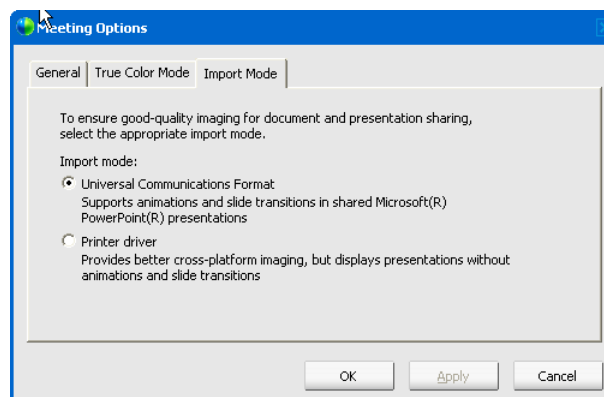 Meeting Options
General True Color Mode Import Mode
To ensure good-quality imaging for document and presentation sharing,
select the appropriate import mode.
Import mode:
Universal Communications Format
Supports animations and slide transitions in shared Microsoft(R)
PowerPoint(R) presentations
Printer driver
Provides better cross-platform imaging, but displays presentations without
animations and slide transitions
OK Apply Cancel